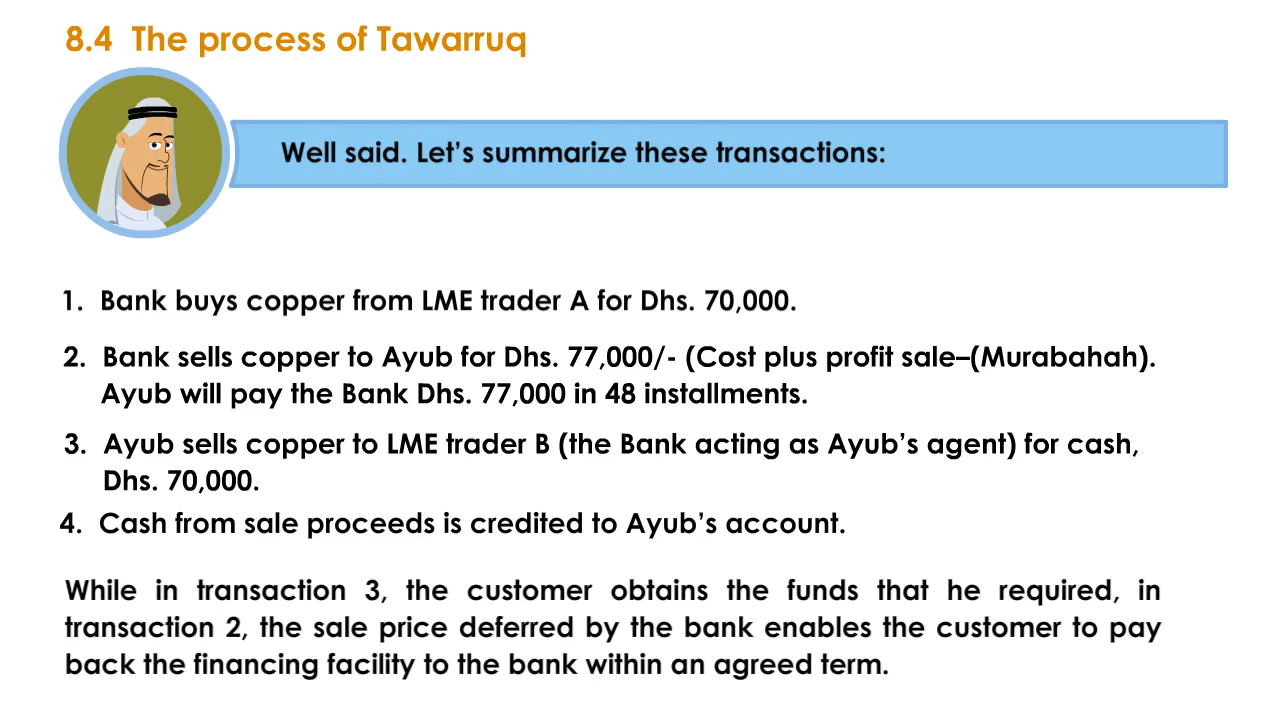 8.4 The process of Tawarruq
Well said. Let's summarize these transactions:
1. Bank buys copper from LME trader A for Dhs. 70,000.
2. Bank sells copper to Ayub for Dhs. 77,000/- (Cost plus profit sale–(Murabahah).
Ayub will pay the Bank Dhs. 77,000 in 48 installments.
3. Ayub sells copper to LME trader B (the Bank acting as Ayub's agent) for cash,
Dhs. 70,000.
4. Cash from sale proceeds is credited to Ayub's account.
While in transaction 3, the customer obtains the funds that he required, in
transaction 2, the sale price deferred by the bank enables the customer to pay
back the financing facility to the bank within an agreed term.